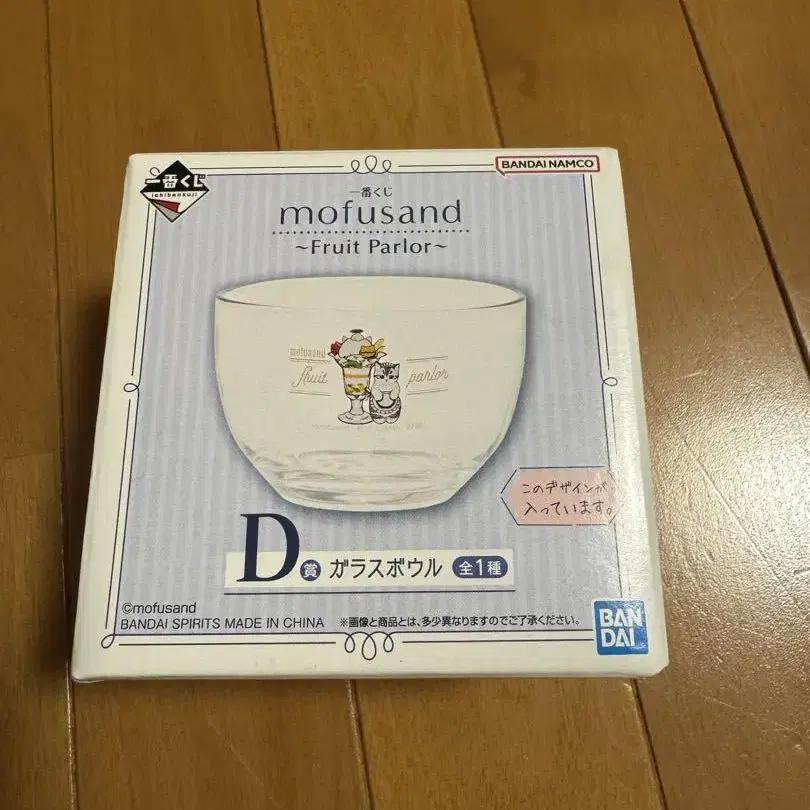 一番くじ
ichibankuji
BANDAI NAMCO
一番くじ
mofusand
~Fruit Parlor~
mofusand
fruit parlor
このデザインが
入っています。
D賞 ガラスボウル 全1種
©mofusand
BANDAI SPIRITS MADE IN CHINA ※画像と商品とは、多少異なりますのでご了承ください。
BAN
DAI